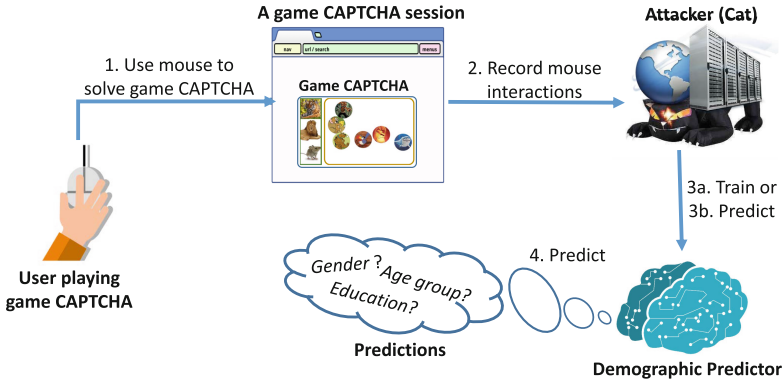 A game CAPTCHA session
Attacker (Cat)
1. Use mouse to
solve game CAPTCHA
nav
url / search
menus
Game CAPTCHA
2. Record mouse
interactions
3a. Train or
3b. Predict
User playing
game CAPTCHA
Gender?
Age group?
Education?
4. Predict
Predictions
Demographic Predictor